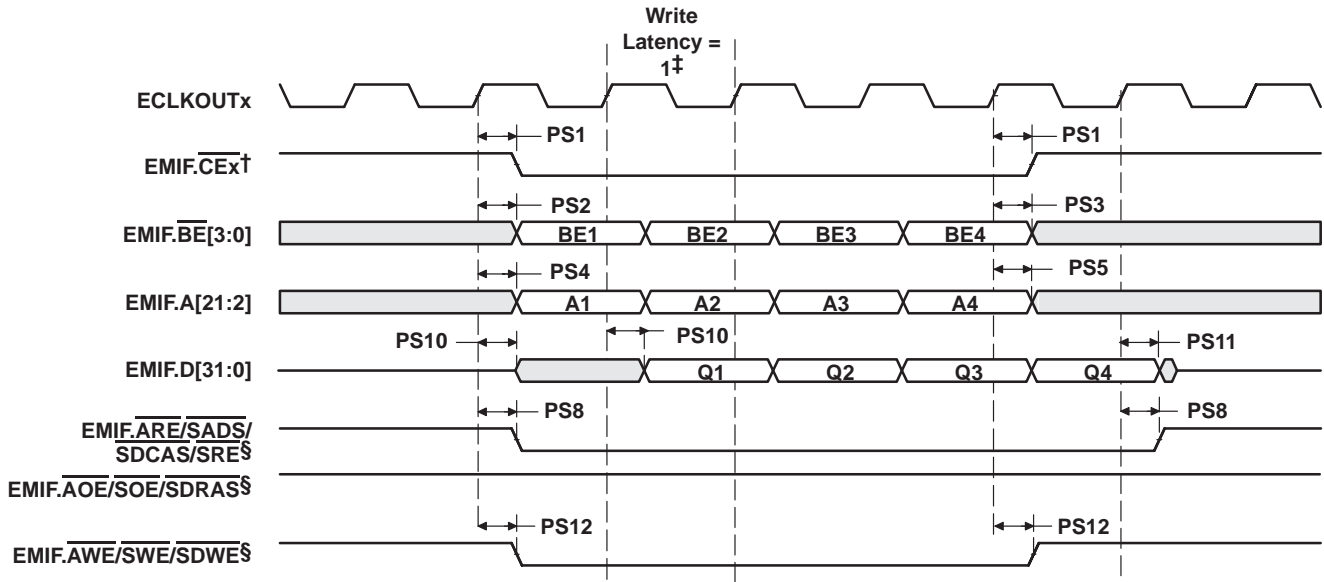 Write
Latency =
1‡
ECLKOUTx
PS1 PS1
EMIF.CEx†
PS2 PS3
EMIF.BE[3:0] BE1 BE2 BE3 BE4
PS4 PS5
EMIF.A[21:2] A1 A2 A3 A4
PS10 PS10 PS11
EMIF.D[31:0] Q1 Q2 Q3 Q4
PS8 PS8
EMIF.ARE/SADS/
SDCAS/SRE§
EMIF.AOE/SOE/SDRAS§
PS12 PS12
EMIF.AWE/SWE/SDWE§